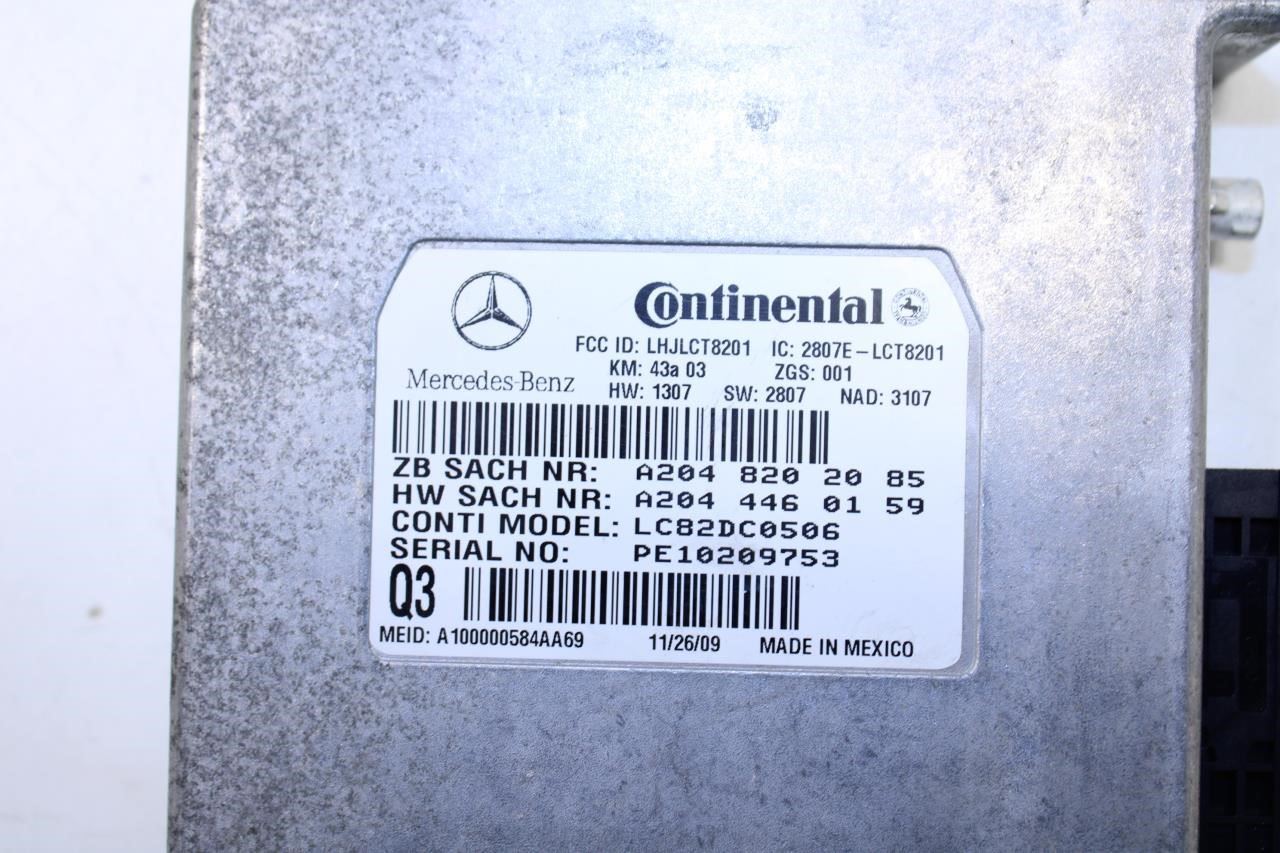 Continental
Mercedes-Benz
FCC ID: LHJLCT8201 IC: 2807E-LCT8201
KM: 43a 03 ZGS: 001
HW: 1307 SW: 2807 NAD: 3107
ZB SACH NR: A204 820 20 85
HW SACH NR: A204 446 01 59
CONTI MODEL: LC82DC0506
SERIAL NO: PE10209753
Q3
MEID: A100000584AA69 11/26/09 MADE IN MEXICO